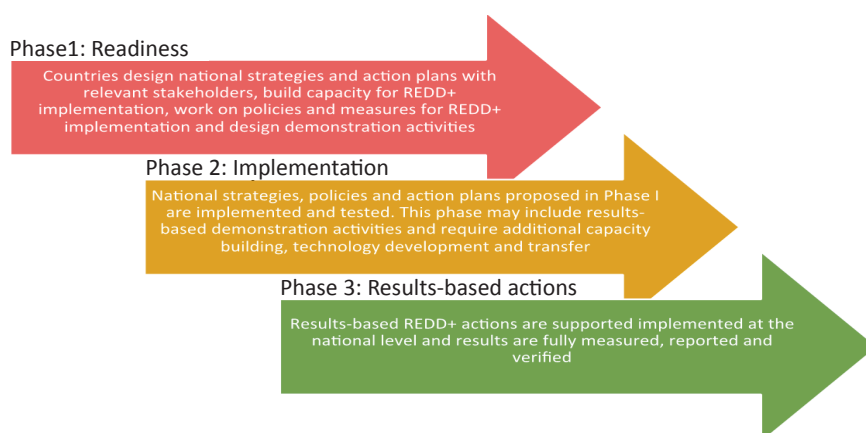 Phase1: Readiness
Countries design national strategies and action plans with
relevant stakeholders, build capacity for REDD+
implementation, work on policies and measures for REDD+
implementation and design demonstration activities
Phase 2: Implementation
National strategies, policies and action plans proposed in Phase I
are implemented and tested. This phase may include results-
based demonstration activities and require additional capacity
building, technology development and transfer
Phase 3: Results-based actions
Results-based REDD+ actions are supported implemented at the
national level and results are fully measured, reported and
verified